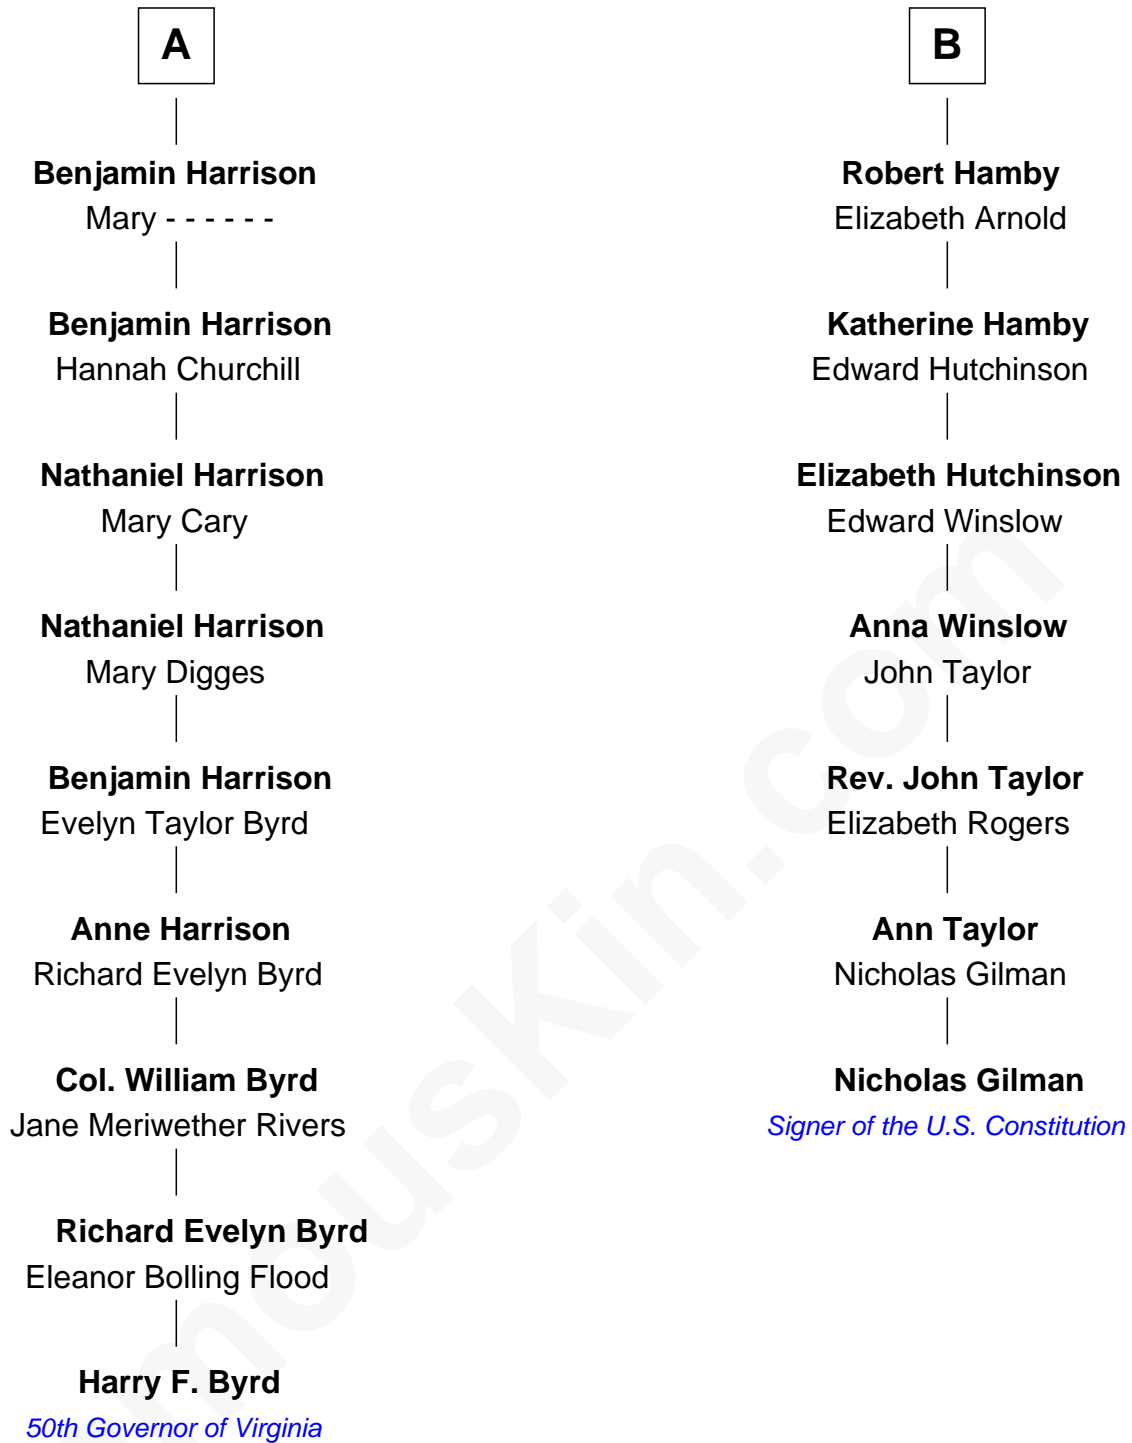 A
Benjamin Harrison
Mary - - - - - -
Benjamin Harrison
Hannah Churchill
Nathaniel Harrison
Mary Cary
Nathaniel Harrison
Mary Digges
Benjamin Harrison
Evelyn Taylor Byrd
Anne Harrison
Richard Evelyn Byrd
Col. William Byrd
Jane Meriwether Rivers
Richard Evelyn Byrd
Eleanor Bolling Flood
Harry F. Byrd
50th Governor of Virginia
B
Robert Hamby
Elizabeth Arnold
Katherine Hamby
Edward Hutchinson
Elizabeth Hutchinson
Edward Winslow
Anna Winslow
John Taylor
Rev. John Taylor
Elizabeth Rogers
Ann Taylor
Nicholas Gilman
Nicholas Gilman
Signer of the U.S. Constitution
mousKin.com